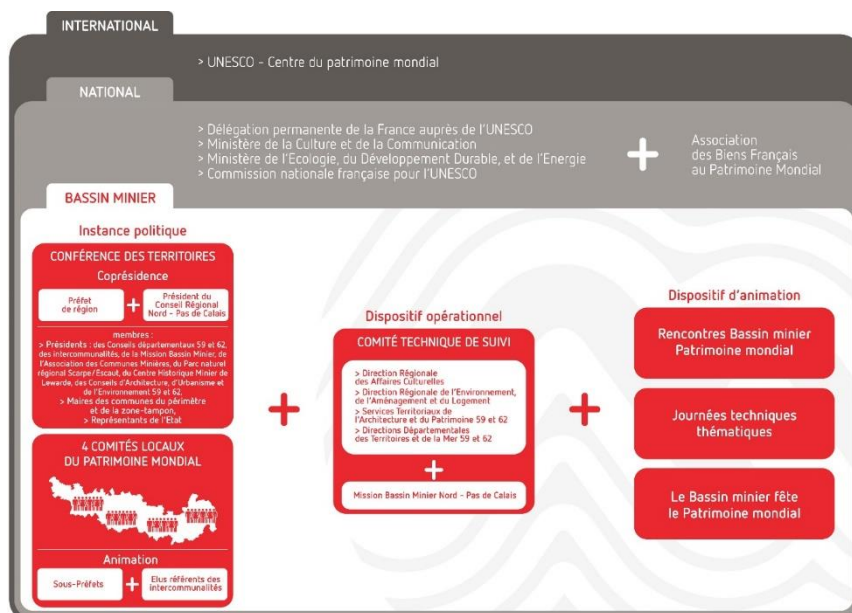 INTERNATIONAL
> UNESCO - Centre du patrimoine mondial
NATIONAL
> Délégation permanente de la France auprès de l'UNESCO
> Ministère de la Culture et de la Communication
> Ministère de l'Ecologie, du Développement Durable, et de l'Energie
> Commission nationale française pour l'UNESCO
+
Association
des Biens Français
au Patrimoine Mondial
BASSIN MINIER
Instance politique
CONFÉRENCE DES TERRITOIRES
Coprésidence
Préfet
de région
+
Président du
Conseil Régional
Nord - Pas de Calais
membres :
> Présidents : des Conseils départementaux 59 et 62,
des intercommunalités, de la Mission Bassin Minier, de
l'Association des Communes Minières, du Parc naturel
régional Scarpe/Escaut, du Centre Historique Minier de
Lewarde, des Conseils d'Architecture, d'Urbanisme et
de l'Environnement 59 et 62,
> Maires des communes du périmètre
et de la zone-tampon,
> Représentants de l'Etat
4 COMITÉS LOCAUX
DU PATRIMOINE MONDIAL
Animation
Sous-Préfets
+
Elus référents des
intercommunalités
+
Dispositif opérationnel
COMITÉ TECHNIQUE DE SUIVI
> Direction Régionale
des Affaires Culturelles
> Direction Régionale de l'Environnement,
de l'Aménagement et du Logement
> Services Territoriaux de
l'Architecture et du Patrimoine 59 et 62
> Directions Départementales
des Territoires et de la Mer 59 et 62
+
Mission Bassin Minier Nord - Pas de Calais
+
Dispositif d'animation
Rencontres Bassin minier
Patrimoine mondial
Journées techniques
thématiques
Le Bassin minier fête
le Patrimoine mondial